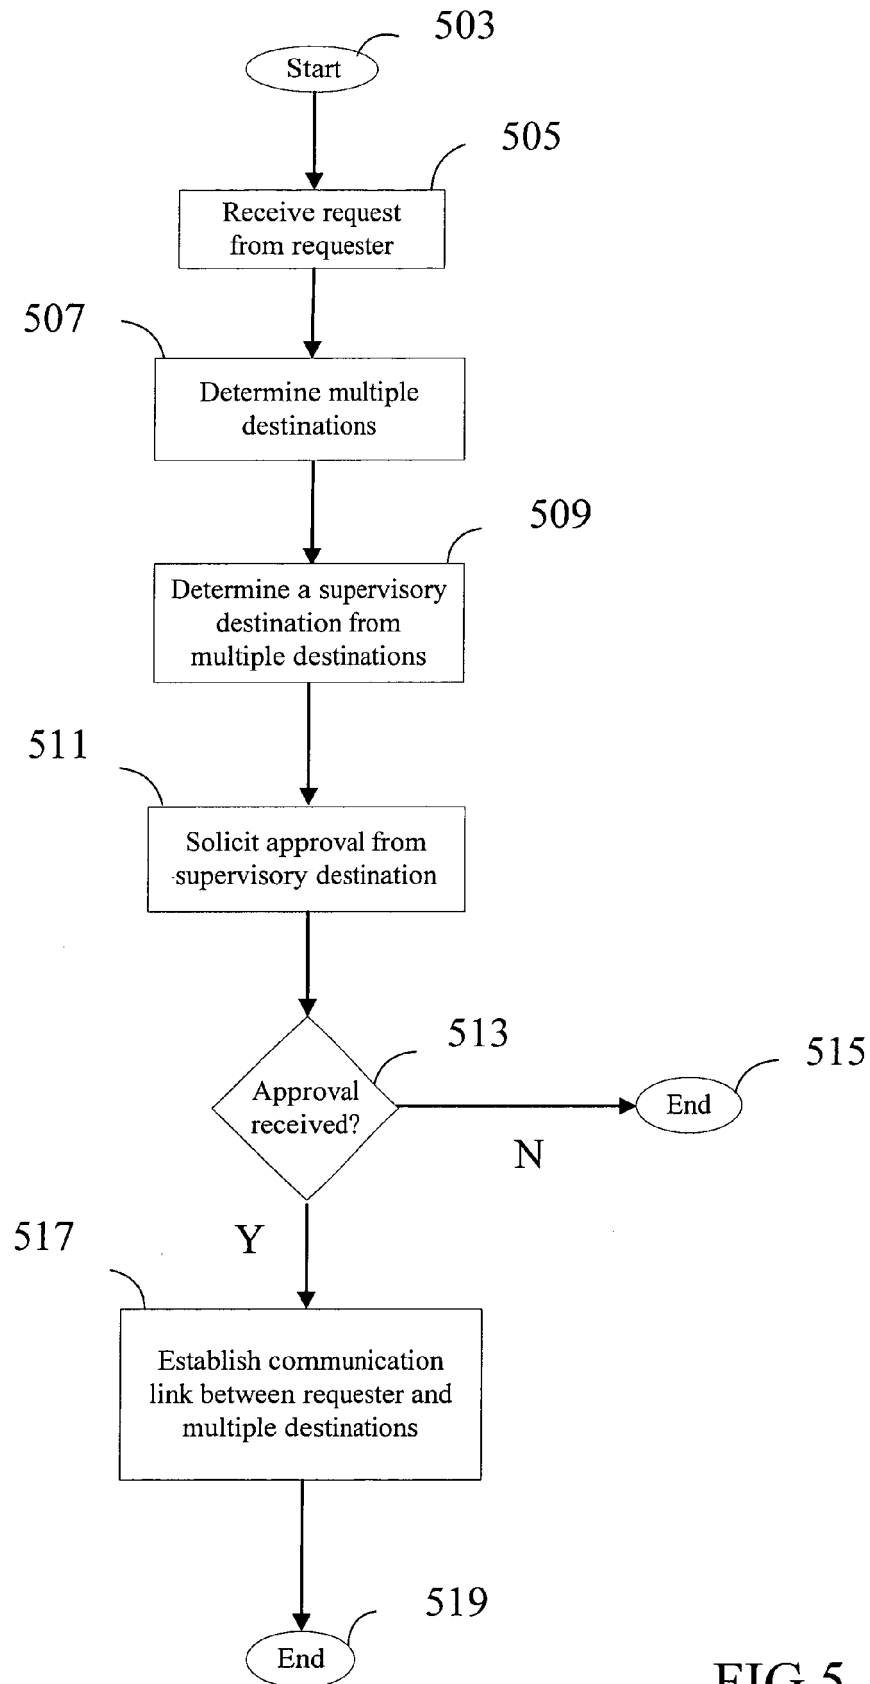 503
Start
505
Receive request
from requester
507
Determine multiple
destinations
509
Determine a supervisory
destination from
multiple destinations
511
Solicit approval from
supervisory destination
513
Approval
received?
515
End
N
Y
517
Establish communication
link between requester and
multiple destinations
519
End
FIG 5